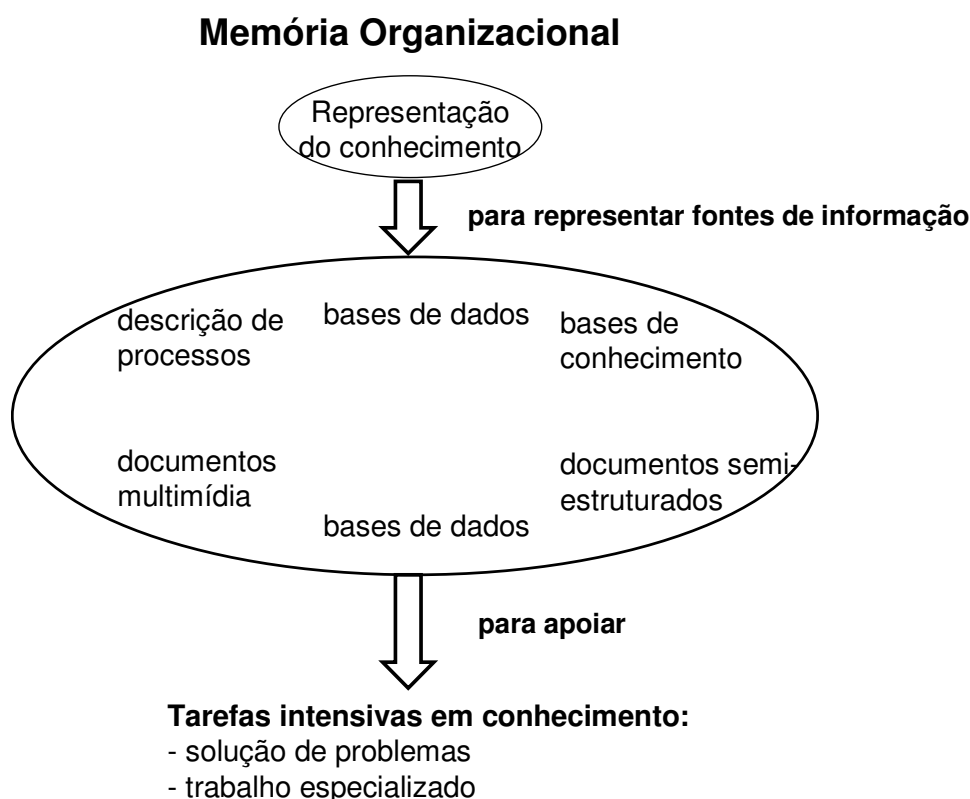 Memória Organizacional
Representação
do conhecimento
para representar fontes de informação
descrição de
processos
bases de dados
bases de
conhecimento
documentos
multimídia
bases de dados
documentos semi-
estruturados
para apoiar
Tarefas intensivas em conhecimento:
- solução de problemas
- trabalho especializado